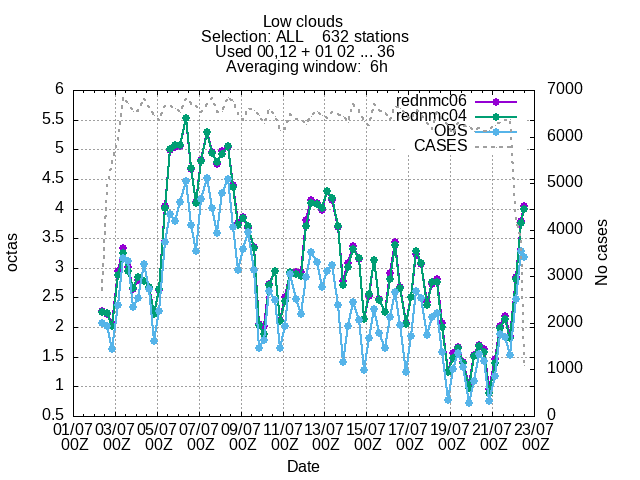 Low clouds
Selection: ALL 632 stations
Used 00,12 + 01 02 ... 36
Averaging window: 6h
rednmc06
rednmc04
OBS
CASES
6
5.5
5
4.5
4
3.5
3
2.5
2
1.5
1
0.5
octas
7000
6000
5000
4000
3000
2000
1000
0
No cases
01/07 03/07 05/07 07/07 09/07 11/07 13/07 15/07 17/07 19/07 21/07 23/07
00Z 00Z 00Z 00Z 00Z 00Z 00Z 00Z 00Z 00Z 00Z 00Z
Date